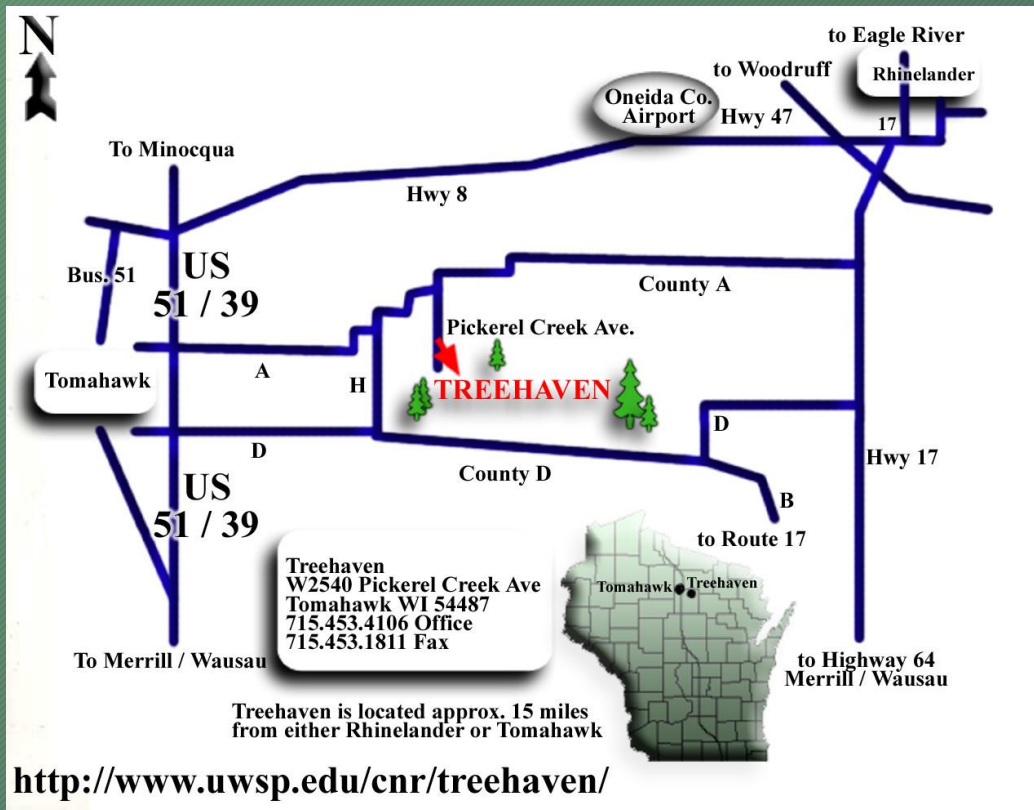 N
to Eagle River
to Woodruff
Rhinelander
Oneida Co.
Airport
Hwy 47
17
To Minocqua
Hwy 8
Bus. 51
US
51 / 39
County A
Pickerel Creek Ave.
A
H
TREEHAVEN
Tomahawk
D
D
County D
Hwy 17
US
51 / 39
B
to Route 17
Treehaven
W2540 Pickerel Creek Ave
Tomahawk WI 54487
715.453.4106 Office
715.453.1811 Fax
Tomahawk
Treehaven
To Merrill / Wausau
to Highway 64
Merrill / Wausau
Treehaven is located approx. 15 miles
from either Rhinelander or Tomahawk
http://www.uwsp.edu/cnr/treehaven/